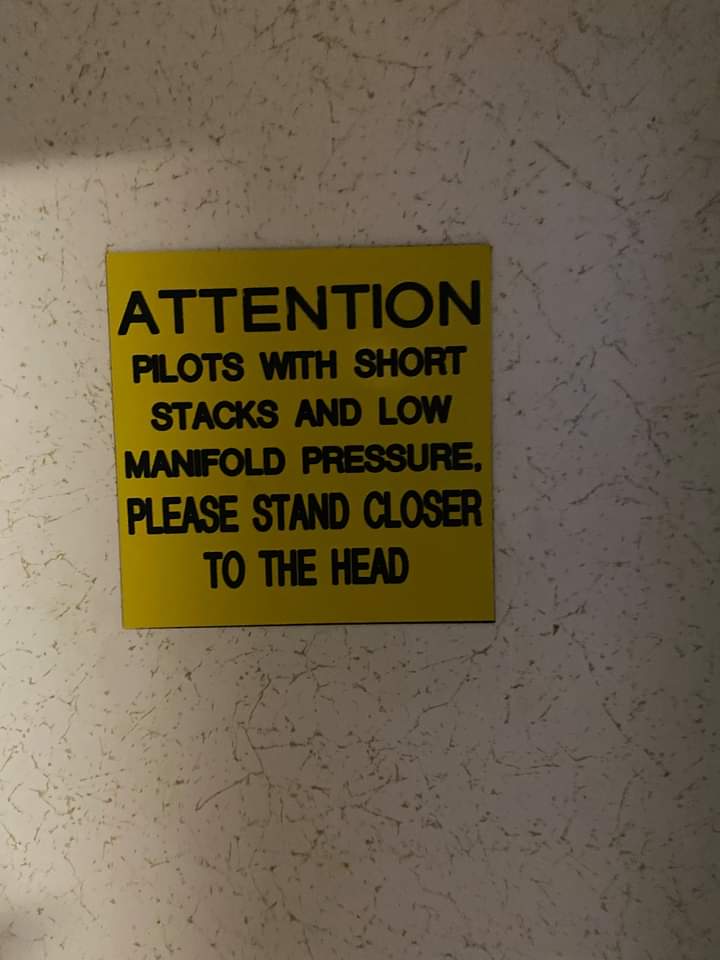 ATTENTION
PILOTS WITH SHORT
STACKS AND LOW
MANIFOLD PRESSURE,
PLEASE STAND CLOSER
TO THE HEAD